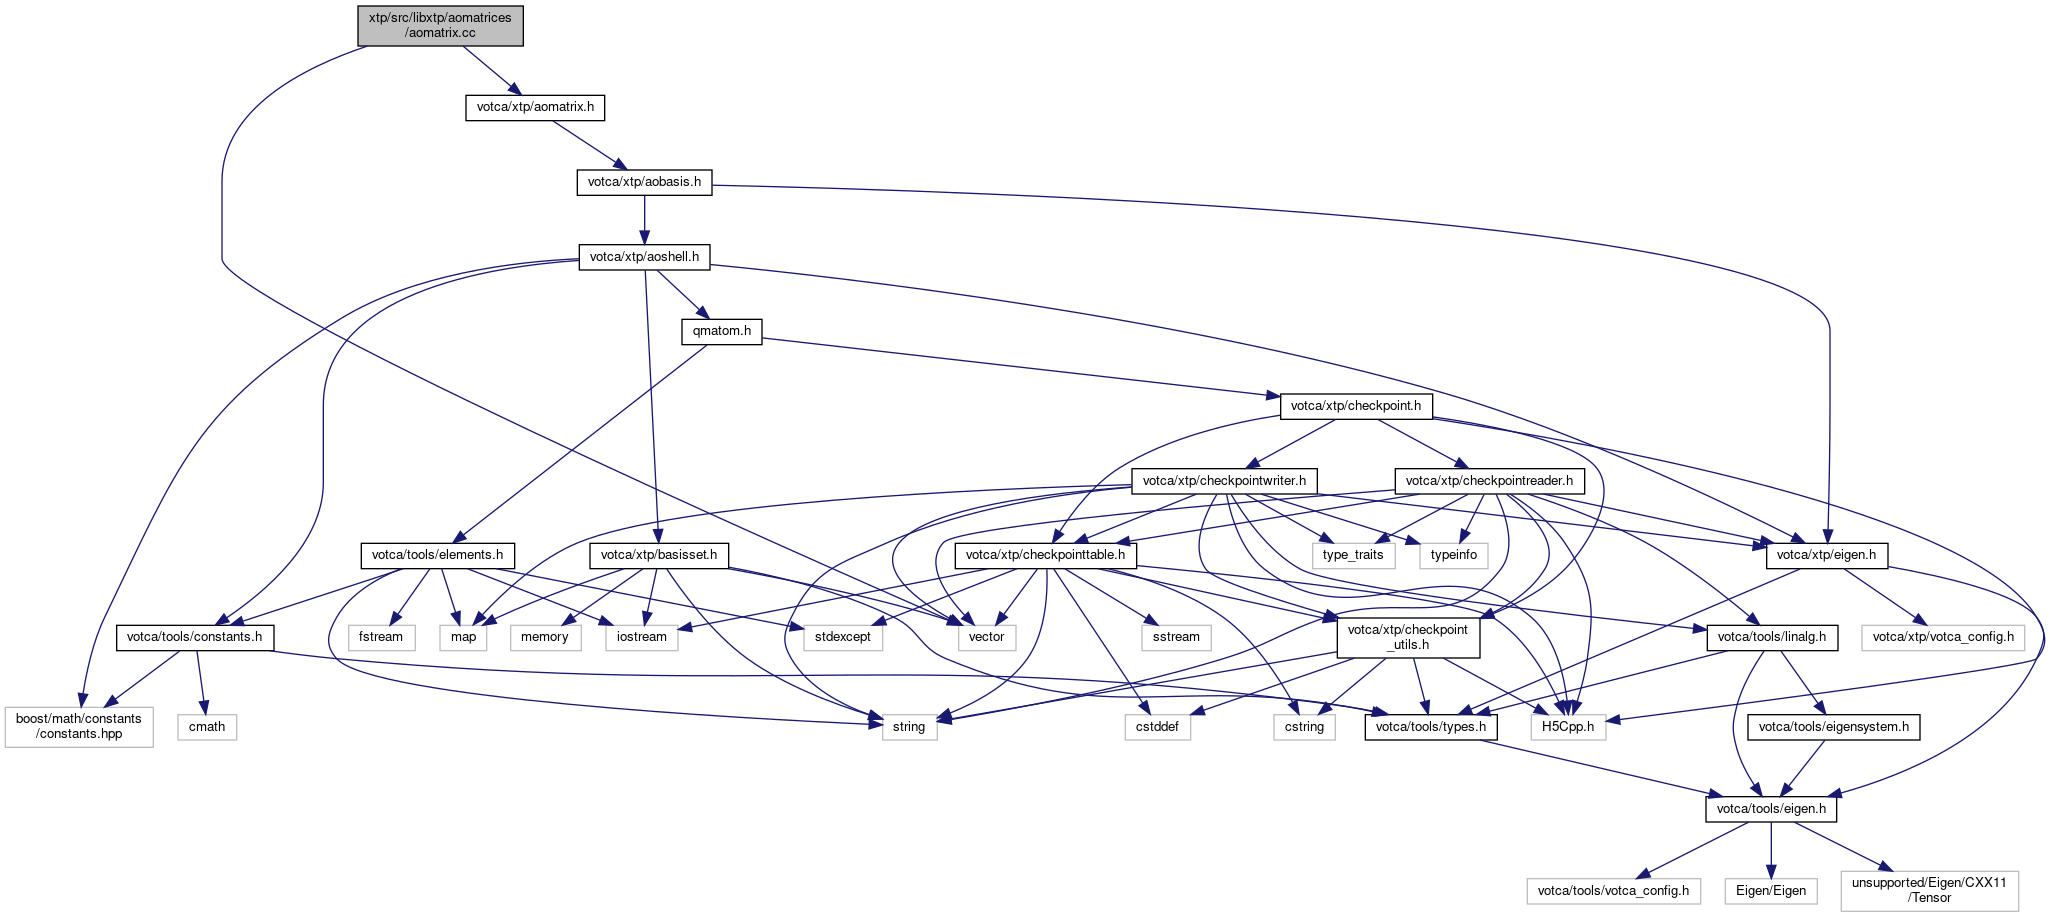 xtp/src/libxtp/aomatrices
/aomatrix.cc
votca/xtp/aomatrix.h
votca/xtp/aobasis.h
votca/xtp/aoshell.h
qmatom.h
votca/xtp/checkpoint.h
votca/xtp/checkpointwriter.h
votca/xtp/checkpointreader.h
votca/tools/elements.h
votca/xtp/basisset.h
votca/xtp/checkpointtable.h
type_traits
typeinfo
votca/xtp/eigen.h
votca/tools/constants.h
fstream
map
memory
iostream
stdexcept
vector
sstream
votca/xtp/checkpoint
_utils.h
votca/tools/linalg.h
votca/xtp/votca_config.h
boost/math/constants
/constants.hpp
cmath
string
cstddef
cstring
votca/tools/types.h
H5Cpp.h
votca/tools/eigensystem.h
votca/tools/eigen.h
votca/tools/votca_config.h
Eigen/Eigen
unsupported/Eigen/CXX11
/Tensor